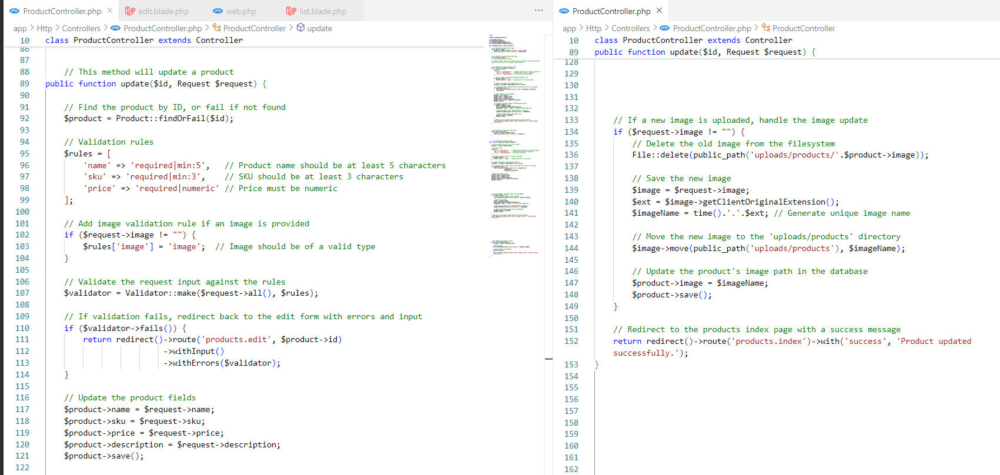 ProductController.php
edit.blade.php
web.php
list.blade.php
app > Http > Controllers > ProductController.php > ProductController > update
10 class ProductController extends Controller
86
87
88 // This method will update a product
89 public function update($id, Request $request) {
90
91 // Find the product by ID, or fail if not found
92 $product = Product::findOrFail($id);
93
94 // Validation rules
95 $rules = [
96 'name' => 'required|min:5', // Product name should be at least 5 characters
97 'sku' => 'required|min:3', // SKU should be at least 3 characters
98 'price' => 'required|numeric' // Price must be numeric
99 ];
100
101 // Add image validation rule if an image is provided
102 if ($request->image != "") {
103 $rules['image'] = 'image'; // Image should be of a valid type
104 }
105
106 // Validate the request input against the rules
107 $validator = Validator::make($request->all(), $rules);
108
109 // If validation fails, redirect back to the edit form with errors and input
110 if ($validator->fails()) {
111 return redirect()->route('products.edit', $product->id)
112 ->withInput()
113 ->withErrors($validator);
114 }
115
116 // Update the product fields
117 $product->name = $request->name;
118 $product->sku = $request->sku;
119 $product->price = $request->price;
120 $product->description = $request->description;
121 $product->save();
122
ProductController.php
app > Http > Controllers > ProductController.php > ProductController
10 class ProductController extends Controller
89 public function update($id, Request $request) {
128
129
130
131
132
133 // If a new image is uploaded, handle the image update
134 if ($request->image != "") {
135 // Delete the old image from the filesystem
136 File::delete(public_path('uploads/products/'.$product->image));
137
138 // Save the new image
139 $image = $request->image;
140 $ext = $image->getClientOriginalExtension();
141 $imageName = time().'.'.$ext; // Generate unique image name
142
143 // Move the new image to the 'uploads/products' directory
144 $image->move(public_path('uploads/products'), $imageName);
145
146 // Update the product's image path in the database
147 $product->image = $imageName;
148 $product->save();
149 }
150
151 // Redirect to the products index page with a success message
152 return redirect()->route('products.index')->with('success', 'Product updated
successfully.');
153 }
154
155
156
157
158
159
160
161
162